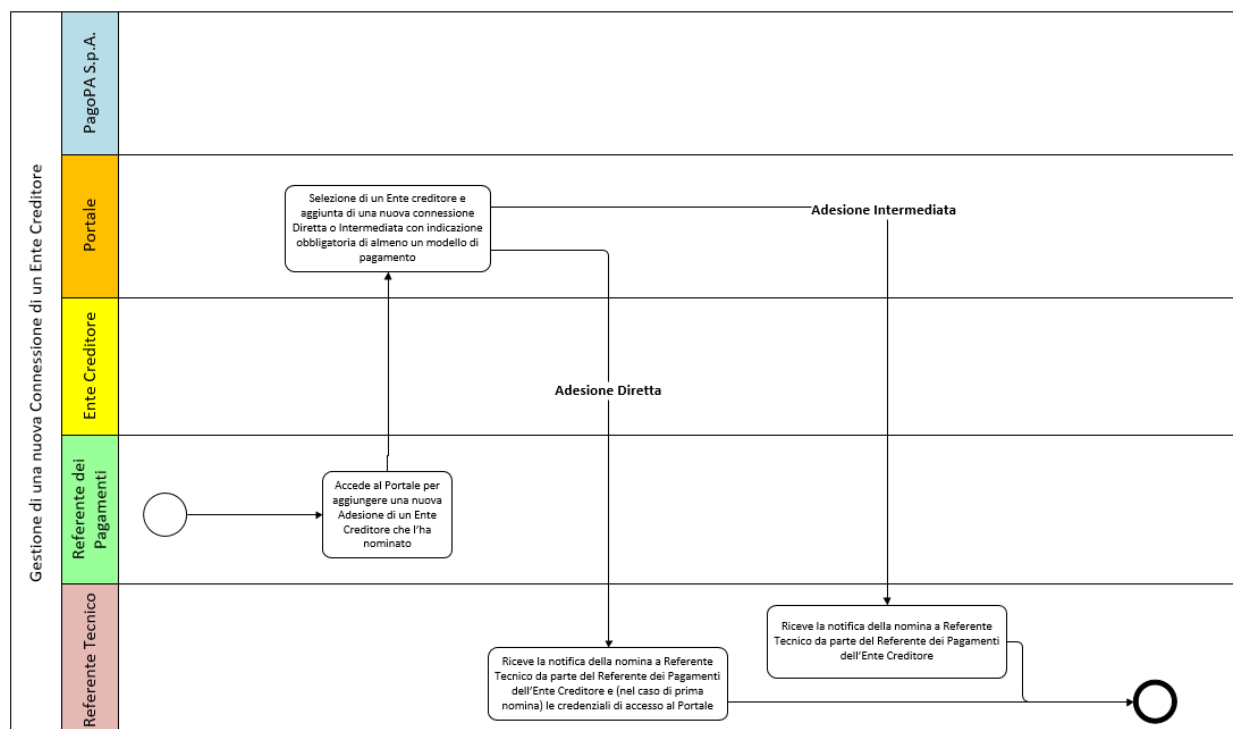 Gestione di una nuova Connessione di un Ente Creditore
PagoPA S.p.A.
Portale
Selezione di un Ente creditore e
aggiunta di una nuova connessione
Diretta o Intermediata con indicazione
obbligatoria di almeno un modello di
pagamento
Adesione Intermediata
Ente Creditore
Adesione Diretta
Referente dei
Pagamenti
Accede al Portale per
aggiungere una nuova
Adesione di un Ente
Creditore che l'ha
nominato
Referente Tecnico
Riceve la notifica della nomina a Referente
Tecnico da parte del Referente dei Pagamenti
dell'Ente Creditore e (nel caso di prima
nomina) le credenziali di accesso al Portale
Riceve la notifica della nomina a Referente
Tecnico da parte del Referente dei Pagamenti
dell'Ente Creditore